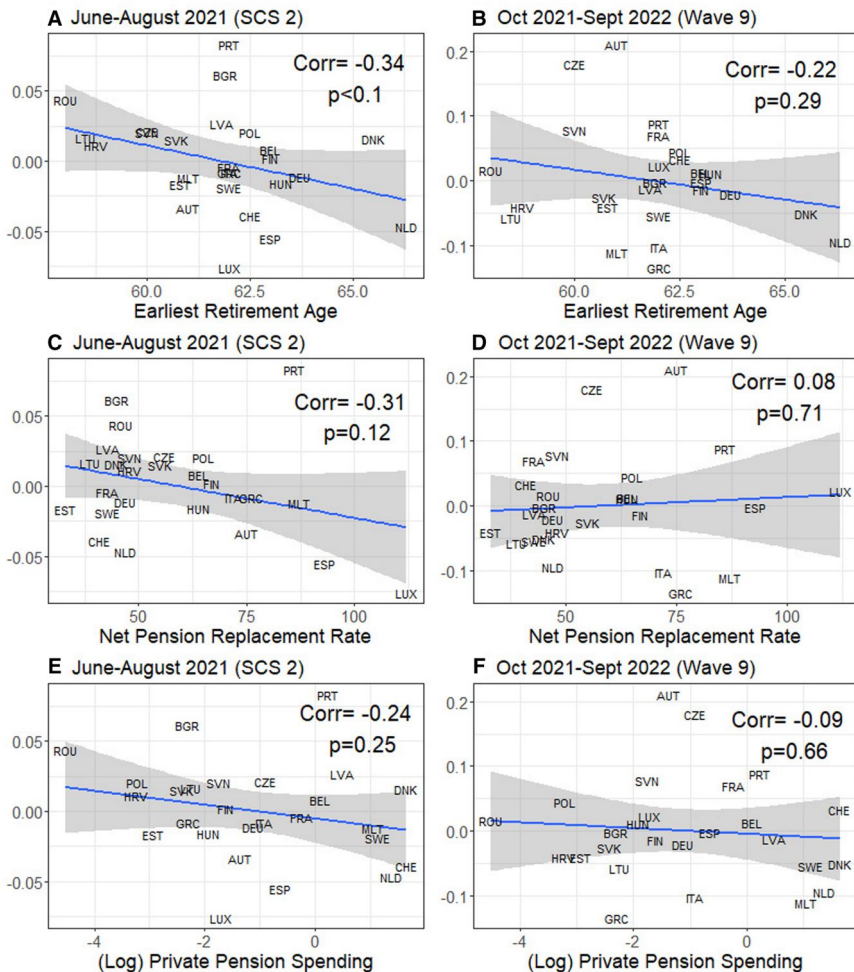 A June-August 2021 (SCS 2)
Corr= -0.34
p<0.1
0.05
0.00
-0.05
PRT
BGR
ROU
LVA
LTU
HRV
CZE
SVN
SVK
POL
BEL
FIN
DNK
MLT
EST
FRA
GRC
SWE
HUN
DEU
AUT
CHE
ESP
NLD
LUX
60.0 62.5 65.0
Earliest Retirement Age
B Oct 2021-Sept 2022 (Wave 9)
Corr= -0.22
p=0.29
0.2
0.1
0.0
-0.1
AUT
CZE
SVN
PRT
FRA
ROU
LUX
POL
CHE
BEL
HUN
ESP
BGR
LVA
FIN
DEU
SVK
EST
HRV
LTU
SWE
DNK
MLT
ITA
GRC
NLD
60.0 62.5 65.0
Earliest Retirement Age
C June-August 2021 (SCS 2)
Corr= -0.31
p=0.12
0.05
0.00
-0.05
PRT
BGR
ROU
LVA
LTU
DNK
SVN
HRV
CZE
SVK
POL
BEL
FIN
FRA
DEU
ITA
GRC
MLT
EST
SWE
HUN
AUT
CHE
NLD
ESP
LUX
50 75 100
Net Pension Replacement Rate
D Oct 2021-Sept 2022 (Wave 9)
Corr= 0.08
p=0.71
0.2
0.1
0.0
-0.1
AUT
CZE
PRT
SVN
FRA
CHE
POL
ROU
LUX
BEL
HUN
BGR
ESP
LVA
DEU
FIN
SVK
EST
HRV
LTU
SWE
DNK
NLD
ITA
MLT
GRC
50 75 100
Net Pension Replacement Rate
E June-August 2021 (SCS 2)
Corr= -0.24
p=0.25
0.05
0.00
-0.05
PRT
BGR
ROU
LVA
POL
HRV
SVK
LTU
SVN
CZE
DNK
BEL
FIN
GRC
ITA
DEU
FRA
MLT
EST
HUN
SWE
AUT
CHE
NLD
ESP
LUX
-4 -2 0
(Log) Private Pension Spending
F Oct 2021-Sept 2022 (Wave 9)
Corr= -0.09
p=0.66
0.2
0.1
0.0
-0.1
AUT
CZE
PRT
SVN
FRA
POL
CHE
ROU
LUX
HUN
BEL
BGR
ESP
FIN
LVA
DEU
SVK
HRV
EST
LTU
SWE
DNK
NLD
ITA
MLT
GRC
-4 -2 0
(Log) Private Pension Spending